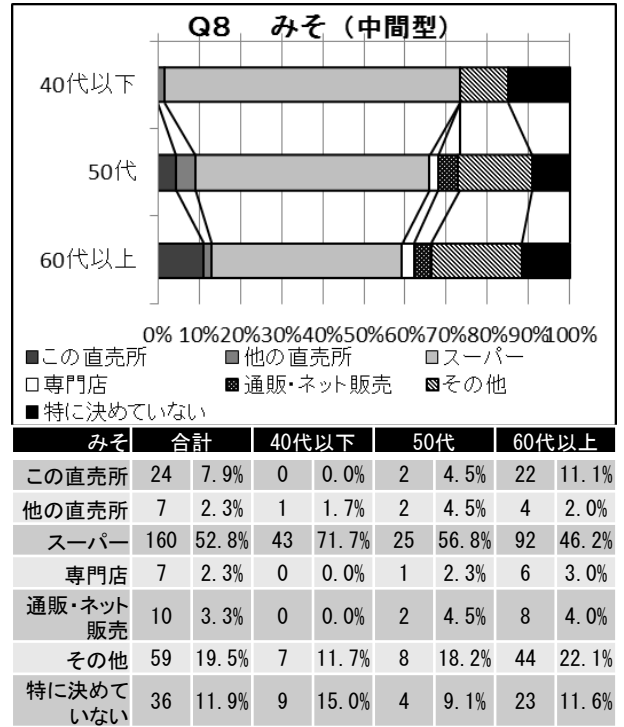 Q8 みそ（中間型）
40代以下
50代
60代以上
0% 10%20%30%40%50%60%70%80%90%100%
■この直売所 ■他の直売所 ■スーパー
□専門店 ▩通販・ネット販売 ▧その他
■特に決めていない
みそ 合計 40代以下 50代 60代以上
この直売所 24 7.9% 0 0.0% 2 4.5% 22 11.1%
他の直売所 7 2.3% 1 1.7% 2 4.5% 4 2.0%
スーパー 160 52.8% 43 71.7% 25 56.8% 92 46.2%
専門店 7 2.3% 0 0.0% 1 2.3% 6 3.0%
通販・ネット
販売 10 3.3% 0 0.0% 2 4.5% 8 4.0%
その他 59 19.5% 7 11.7% 8 18.2% 44 22.1%
特に決めて
いない 36 11.9% 9 15.0% 4 9.1% 23 11.6%